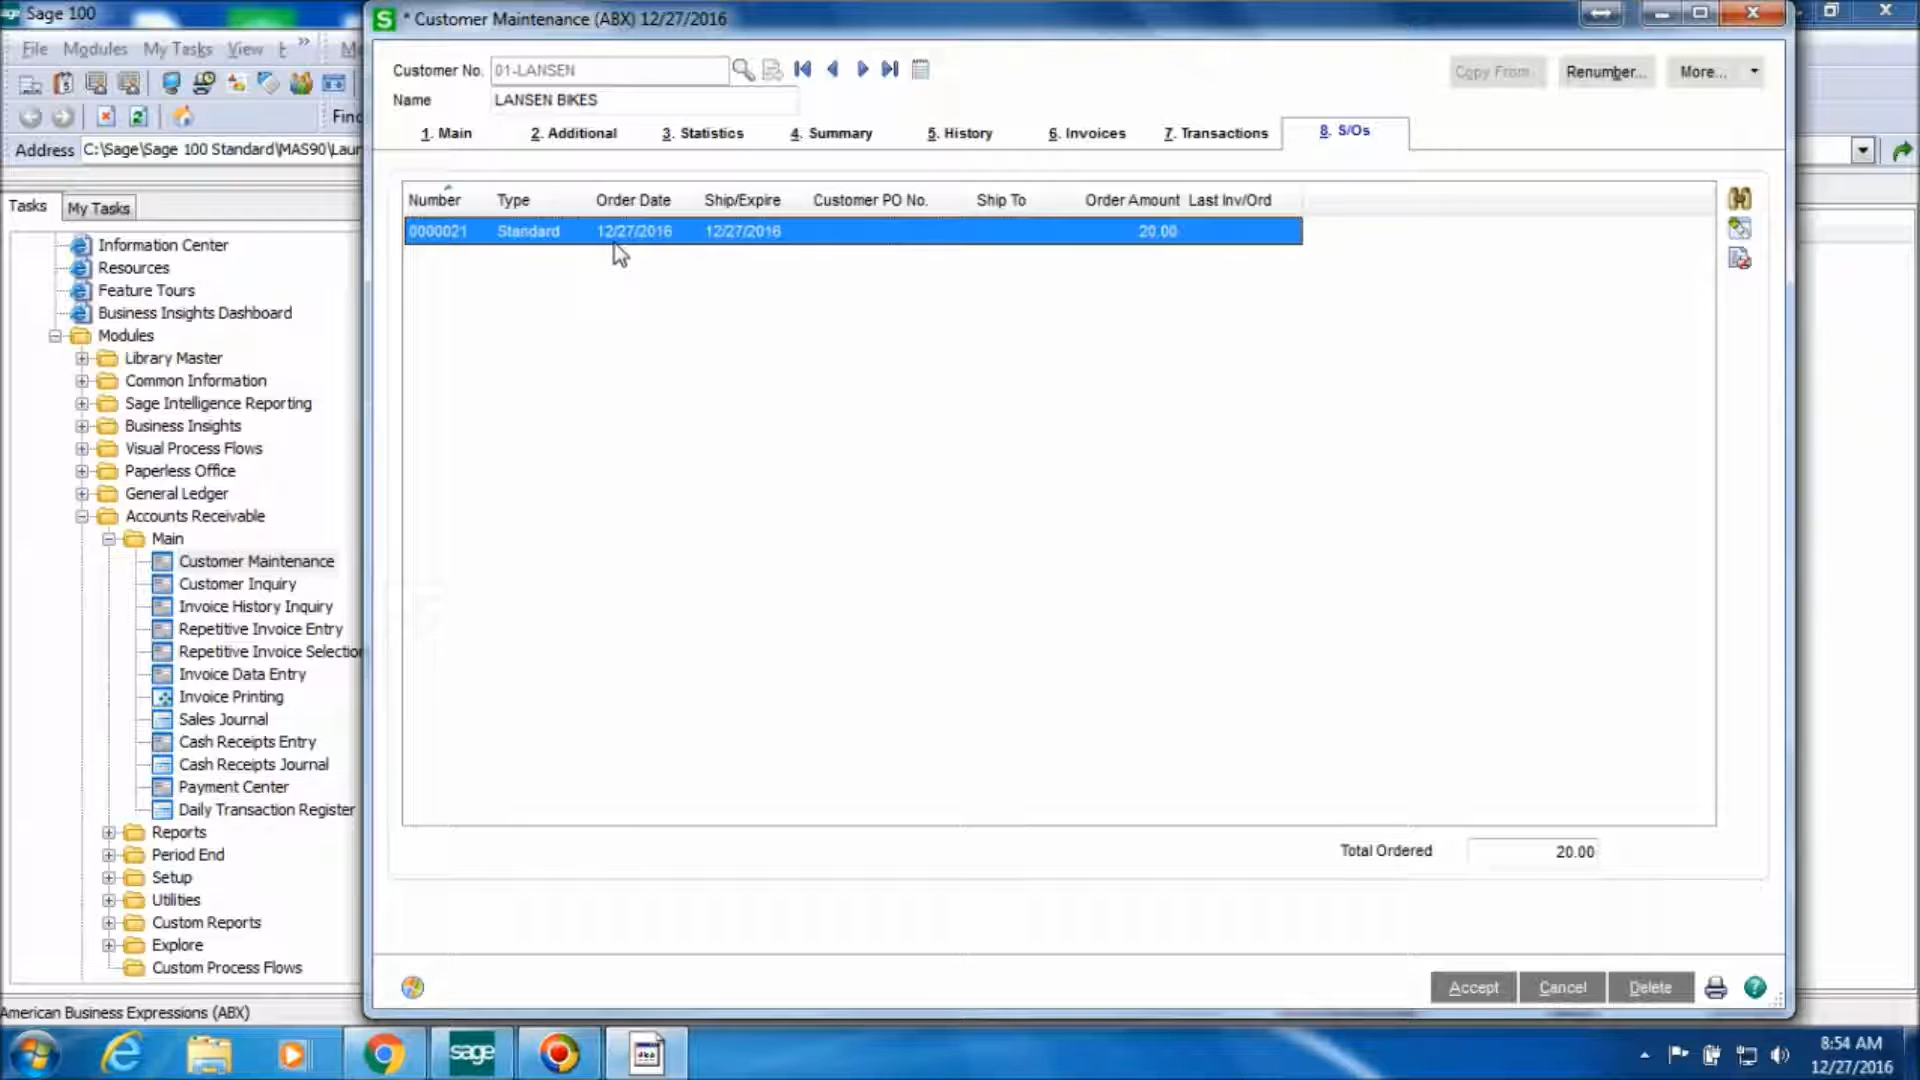 Sage 100
* Customer Maintenance (ABX) 12/27/2016
File Modules My Tasks View
Customer No. 01-LANSEN
Copy From Renumber... More...
Name LANSEN BIKES
Find
1. Main 2. Additional 3. Statistics 4. Summary 5. History 6. Invoices 7. Transactions 8. S/Os
Address C:\Sage\Sage 100 Standard\MAS90\Laun
Tasks My Tasks
Number Type Order Date Ship/Expire Customer PO No. Ship To Order Amount Last Inv/Ord
0000021 Standard 12/27/2016 12/27/2016 20.00
Information Center
Resources
Feature Tours
Business Insights Dashboard
Modules
Library Master
Common Information
Sage Intelligence Reporting
Business Insights
Visual Process Flows
Paperless Office
General Ledger
Accounts Receivable
Main
Customer Maintenance
Customer Inquiry
Invoice History Inquiry
Repetitive Invoice Entry
Repetitive Invoice Selection
Invoice Data Entry
Invoice Printing
Sales Journal
Cash Receipts Entry
Cash Receipts Journal
Payment Center
Daily Transaction Register
Reports
Period End
Setup
Utilities
Custom Reports
Explore
Custom Process Flows
Total Ordered 20.00
Accept Cancel Delete
American Business Expressions (ABX)
sage
8:54 AM
12/27/2016